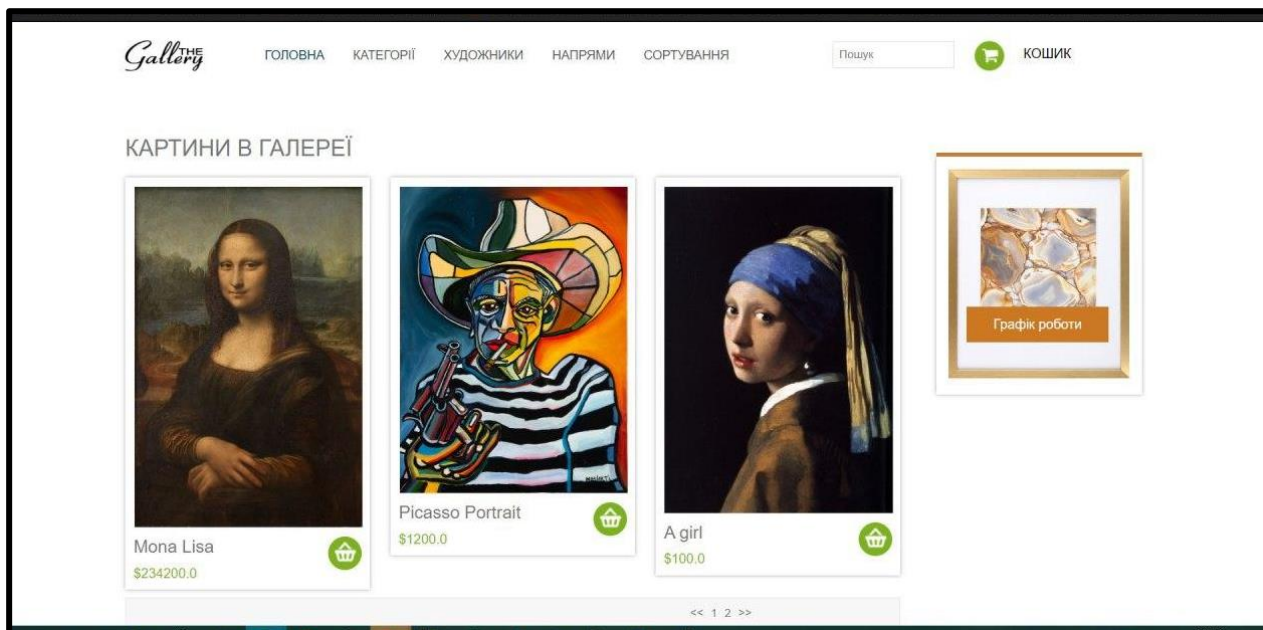 THE
Gallery
ГОЛОВНА КАТЕГОРІЇ ХУДОЖНИКИ НАПРЯМИ СОРТУВАННЯ
Пошук
КОШИК
КАРТИНИ В ГАЛЕРЕЇ
Mona Lisa
$234200.0
Picasso Portrait
$1200.0
A girl
$100.0
Графік роботи
<< 1 2 >>